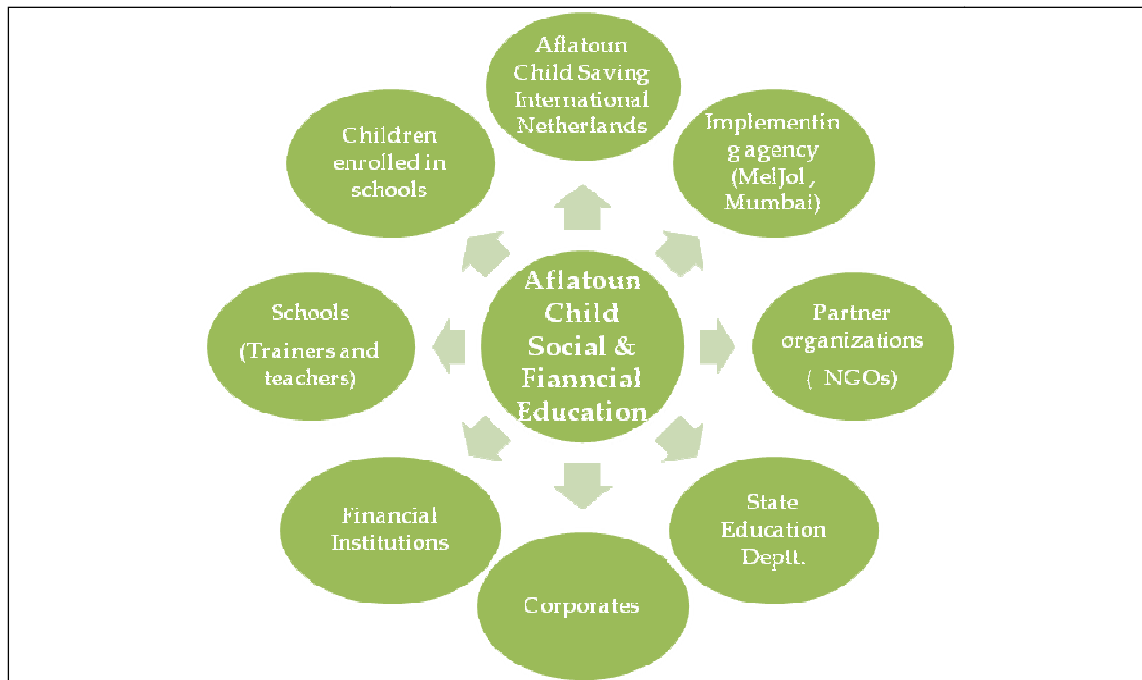 Aflatoun
Child Saving
International
Netherlands
Implementin
g agency
(MelJol ,
Mumbai)
Partner
organizations
( NGOs)
State
Education
Deptt.
Corporates
Financial
Institutions
Schools
(Trainers and
teachers)
Children
enrolled in
schools
Aflatoun
Child
Social &
Fianncial
Education